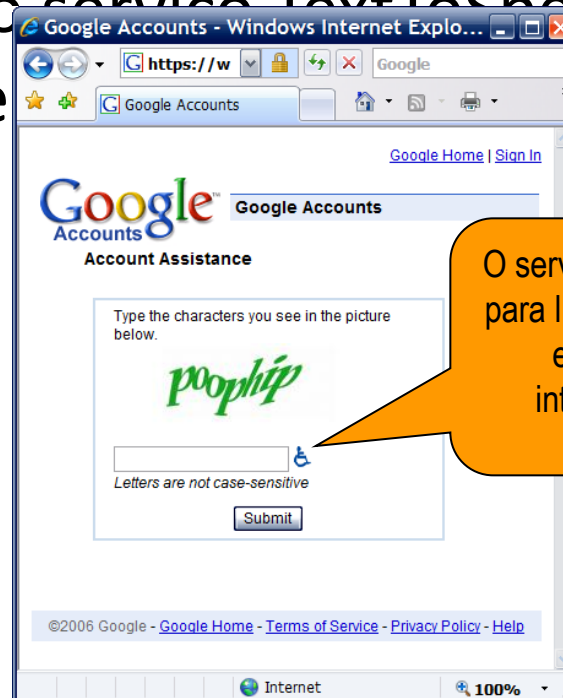 o serviço
e
Google Accounts - Windows Internet Explo...
https://w
Google
Google Accounts
Google Home | Sign In
Google™
Accounts
Google Accounts
Account Assistance
Type the characters you see in the picture
below.
poophip
Letters are not case-sensitive
Submit
O serv
para l
e
int
©2006 Google - Google Home - Terms of Service - Privacy Policy - Help
Internet
100%